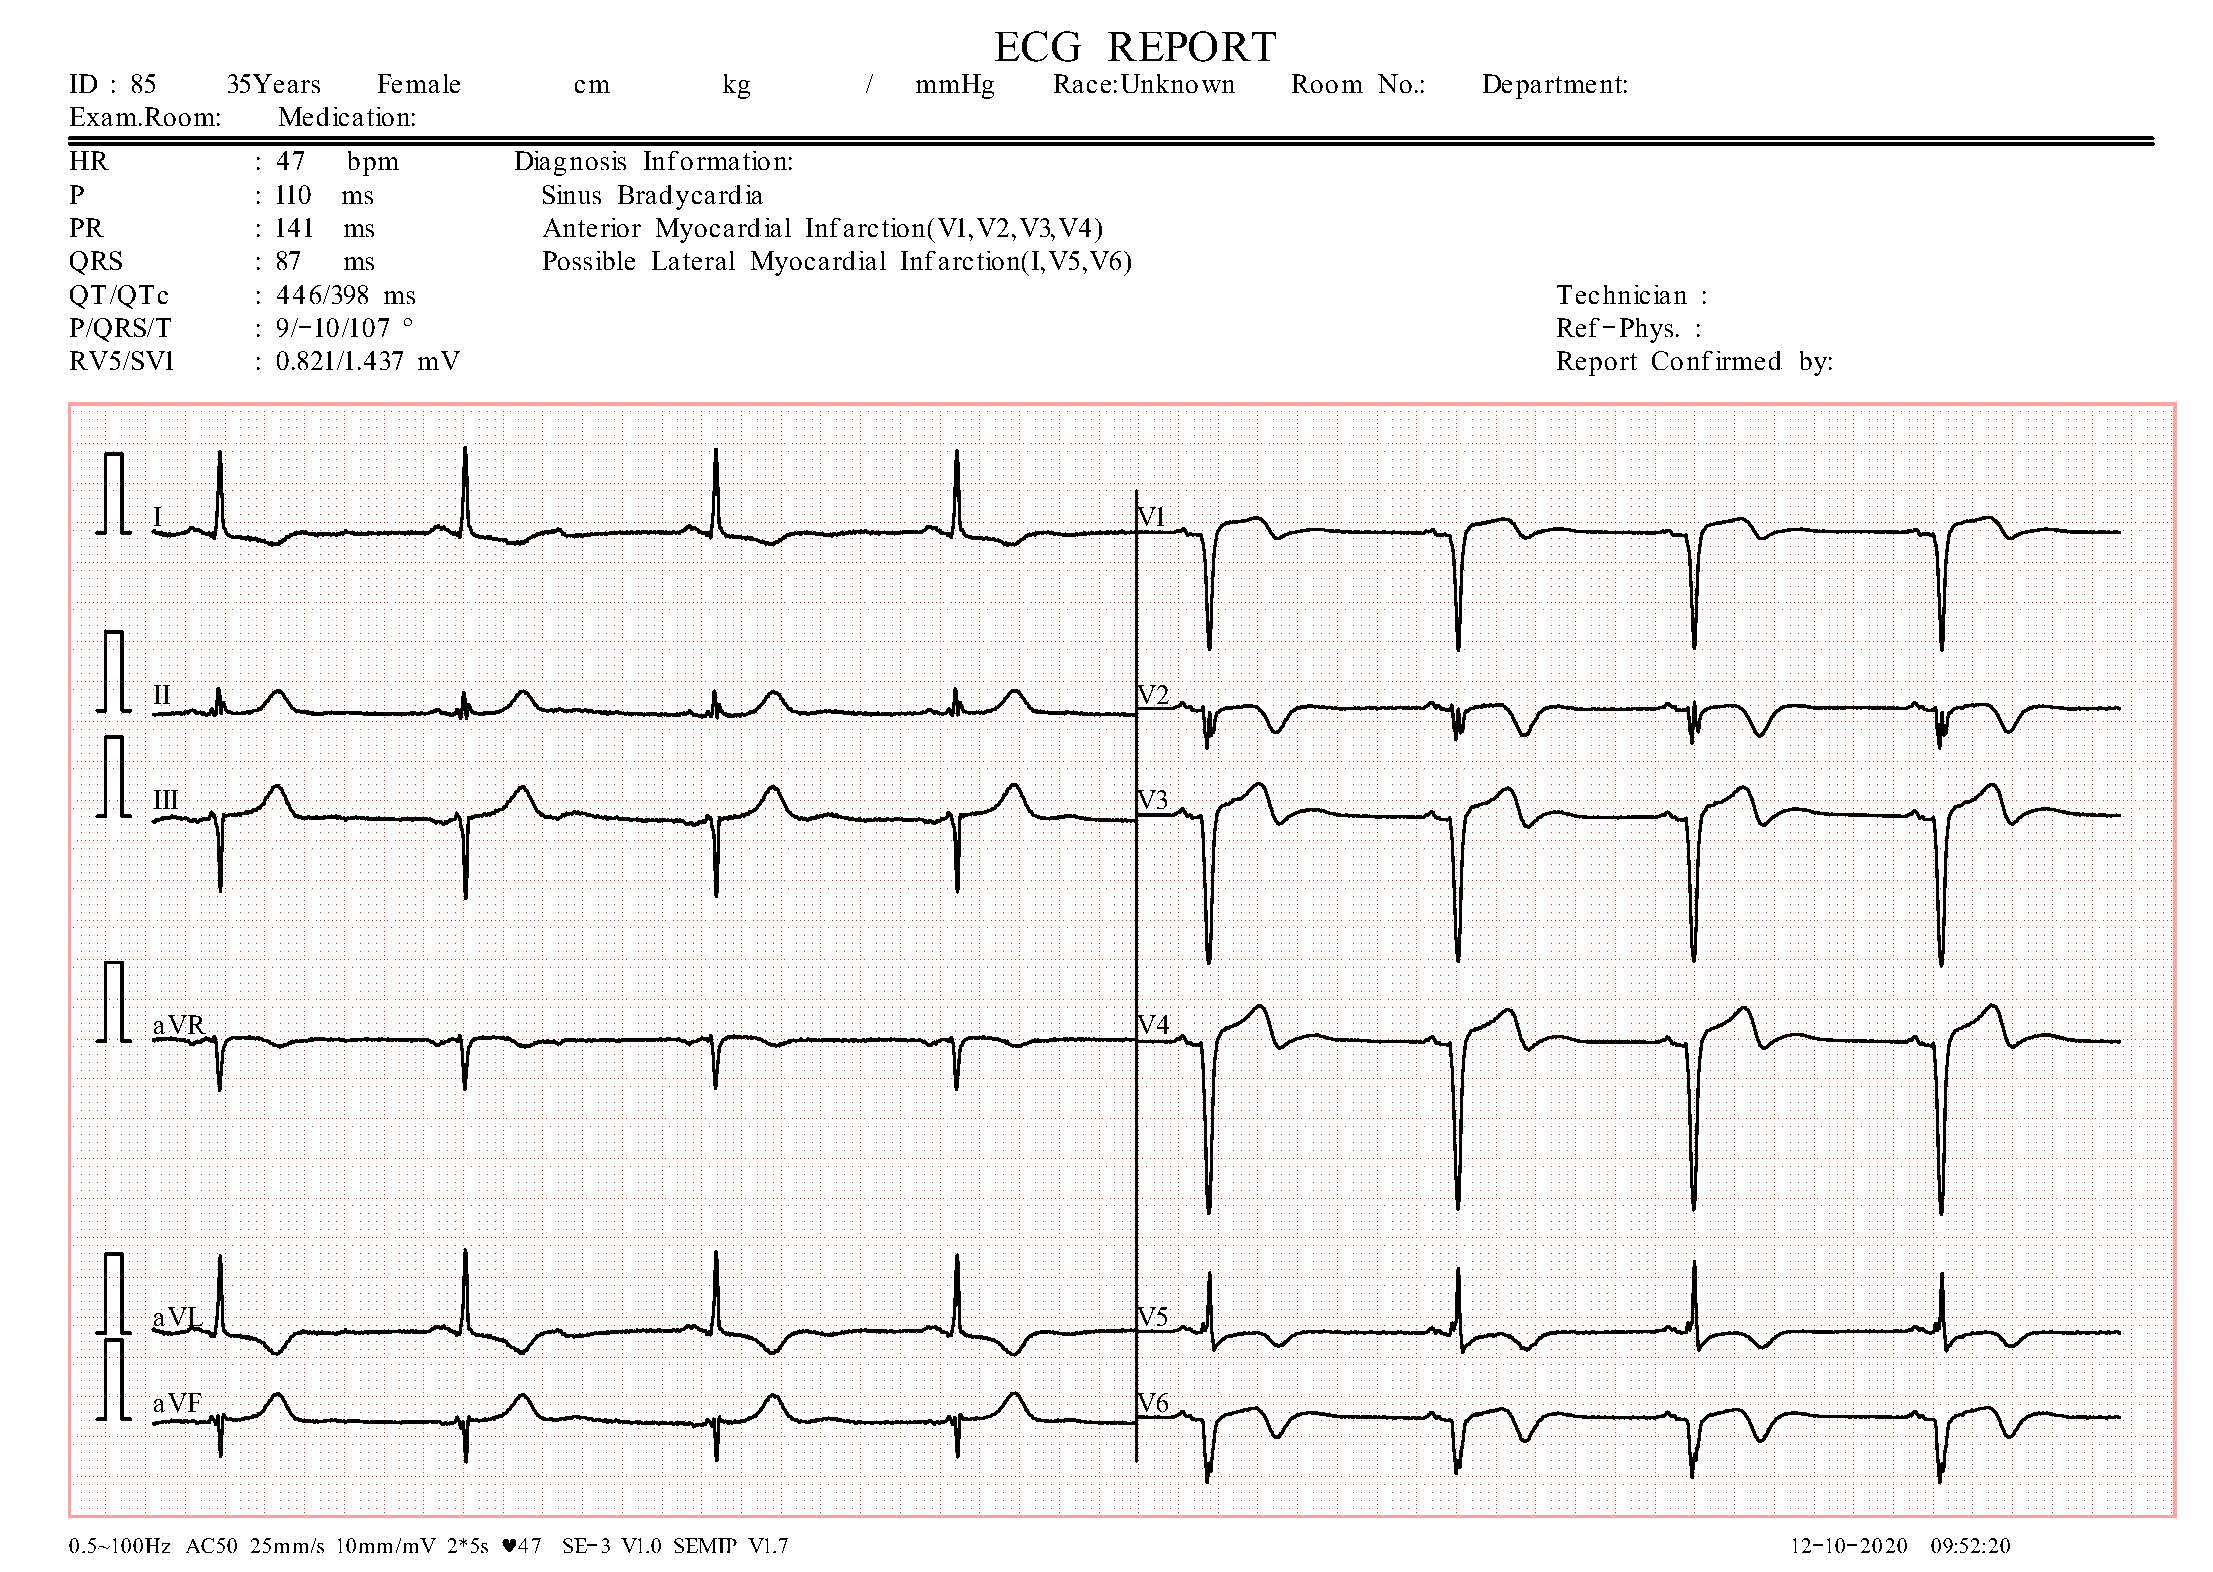 ECG REPORT
ID : 85 35Years Female cm kg / mmHg Race:Unknown Room No.: Department:
Exam.Room: Medication:
HR : 47 bpm Diagnosis Information:
P : 110 ms Sinus Bradycardia
PR : 141 ms Anterior Myocardial Infarction(V1,V2,V3,V4)
QRS : 87 ms Possible Lateral Myocardial Infarction(I,V5,V6)
QT/QTc : 446/398 ms Technician :
P/QRS/T : 9/-10/107 ° Ref-Phys. :
RV5/SV1 : 0.821/1.437 mV Report Confirmed by:
I V1
II V2
III V3
aVR V4
aVL V5
aVF V6
0.5~100Hz AC50 25mm/s 10mm/mV 2*5s ♥47 SE-3 V1.0 SEMIP V1.7 12-10-2020 09:52:20